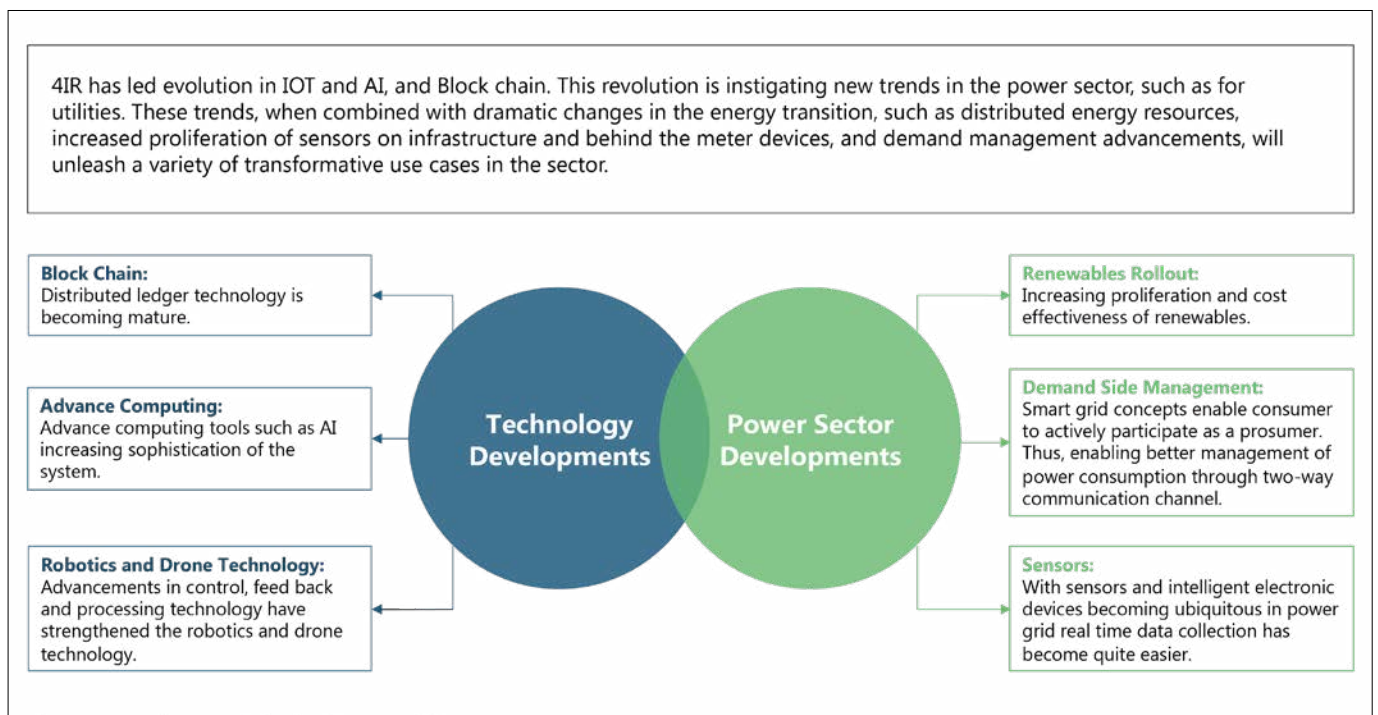 4IR has led evolution in IOT and AI, and Block chain. This revolution is instigating new trends in the power sector, such as for
utilities. These trends, when combined with dramatic changes in the energy transition, such as distributed energy resources,
increased proliferation of sensors on infrastructure and behind the meter devices, and demand management advancements, will
unleash a variety of transformative use cases in the sector.
Block Chain:
Distributed ledger technology is
becoming mature.
Advance Computing:
Advance computing tools such as AI
increasing sophistication of the
system.
Robotics and Drone Technology:
Advancements in control, feed back
and processing technology have
strengthened the robotics and drone
technology.
Technology
Developments
Power Sector
Developments
Renewables Rollout:
Increasing proliferation and cost
effectiveness of renewables.
Demand Side Management:
Smart grid concepts enable consumer
to actively participate as a prosumer.
Thus, enabling better management of
power consumption through two-way
communication channel.
Sensors:
With sensors and intelligent electronic
devices becoming ubiquitous in power
grid real time data collection has
become quite easier.